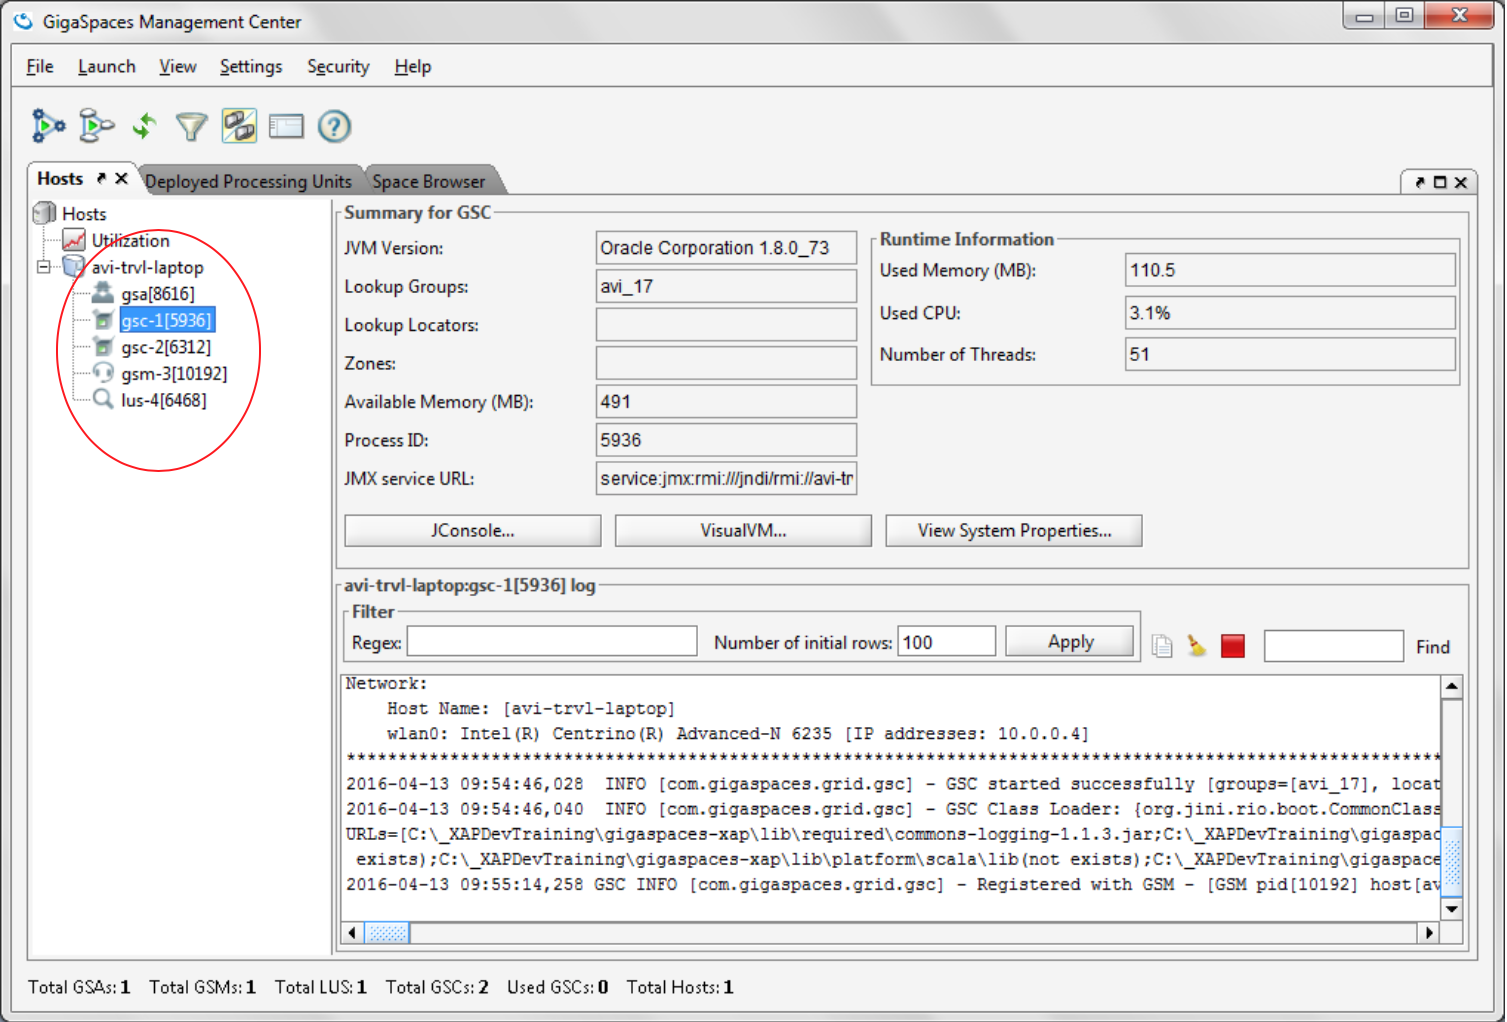 GigaSpaces Management Center
File Launch View Settings Security Help
Hosts Deployed Processing Units Space Browser
Hosts
Utilization
avi-trvl-laptop
gsa[8616]
gsc-1[5936]
gsc-2[6312]
gsm-3[10192]
lus-4[6468]
Summary for GSC
JVM Version: Oracle Corporation 1.8.0_73
Lookup Groups: avi_17
Lookup Locators:
Zones:
Available Memory (MB): 491
Process ID: 5936
JMX service URL: service:jmx:rmi:///jndi/rmi://avi-tr
Runtime Information
Used Memory (MB): 110.5
Used CPU: 3.1%
Number of Threads: 51
JConsole... VisualVM... View System Properties...
avi-trvl-laptop:gsc-1[5936] log
Filter
Regex: Number of initial rows: 100 Apply Find
Network:
Host Name: [avi-trvl-laptop]
wlan0: Intel(R) Centrino(R) Advanced-N 6235 [IP addresses: 10.0.0.4]
*********************************************************************************************************
2016-04-13 09:54:46,028  INFO [com.gigaspaces.grid.gsc] - GSC started successfully [groups=[avi_17], locat
2016-04-13 09:54:46,040  INFO [com.gigaspaces.grid.gsc] - GSC Class Loader: {org.jini.rio.boot.CommonClass
URLs=[C:\_XAPDevTraining\gigaspaces-xap\lib\required\commons-logging-1.1.3.jar;C:\_XAPDevTraining\gigaspac
exists);C:\_XAPDevTraining\gigaspaces-xap\lib\platform\scala\lib(not exists);C:\_XAPDevTraining\gigaspace
2016-04-13 09:55:14,258 GSC INFO [com.gigaspaces.grid.gsc] - Registered with GSM - [GSM pid[10192] host[av
Total GSAs: 1 Total GSMs: 1 Total LUS: 1 Total GSCs: 2 Used GSCs: 0 Total Hosts: 1